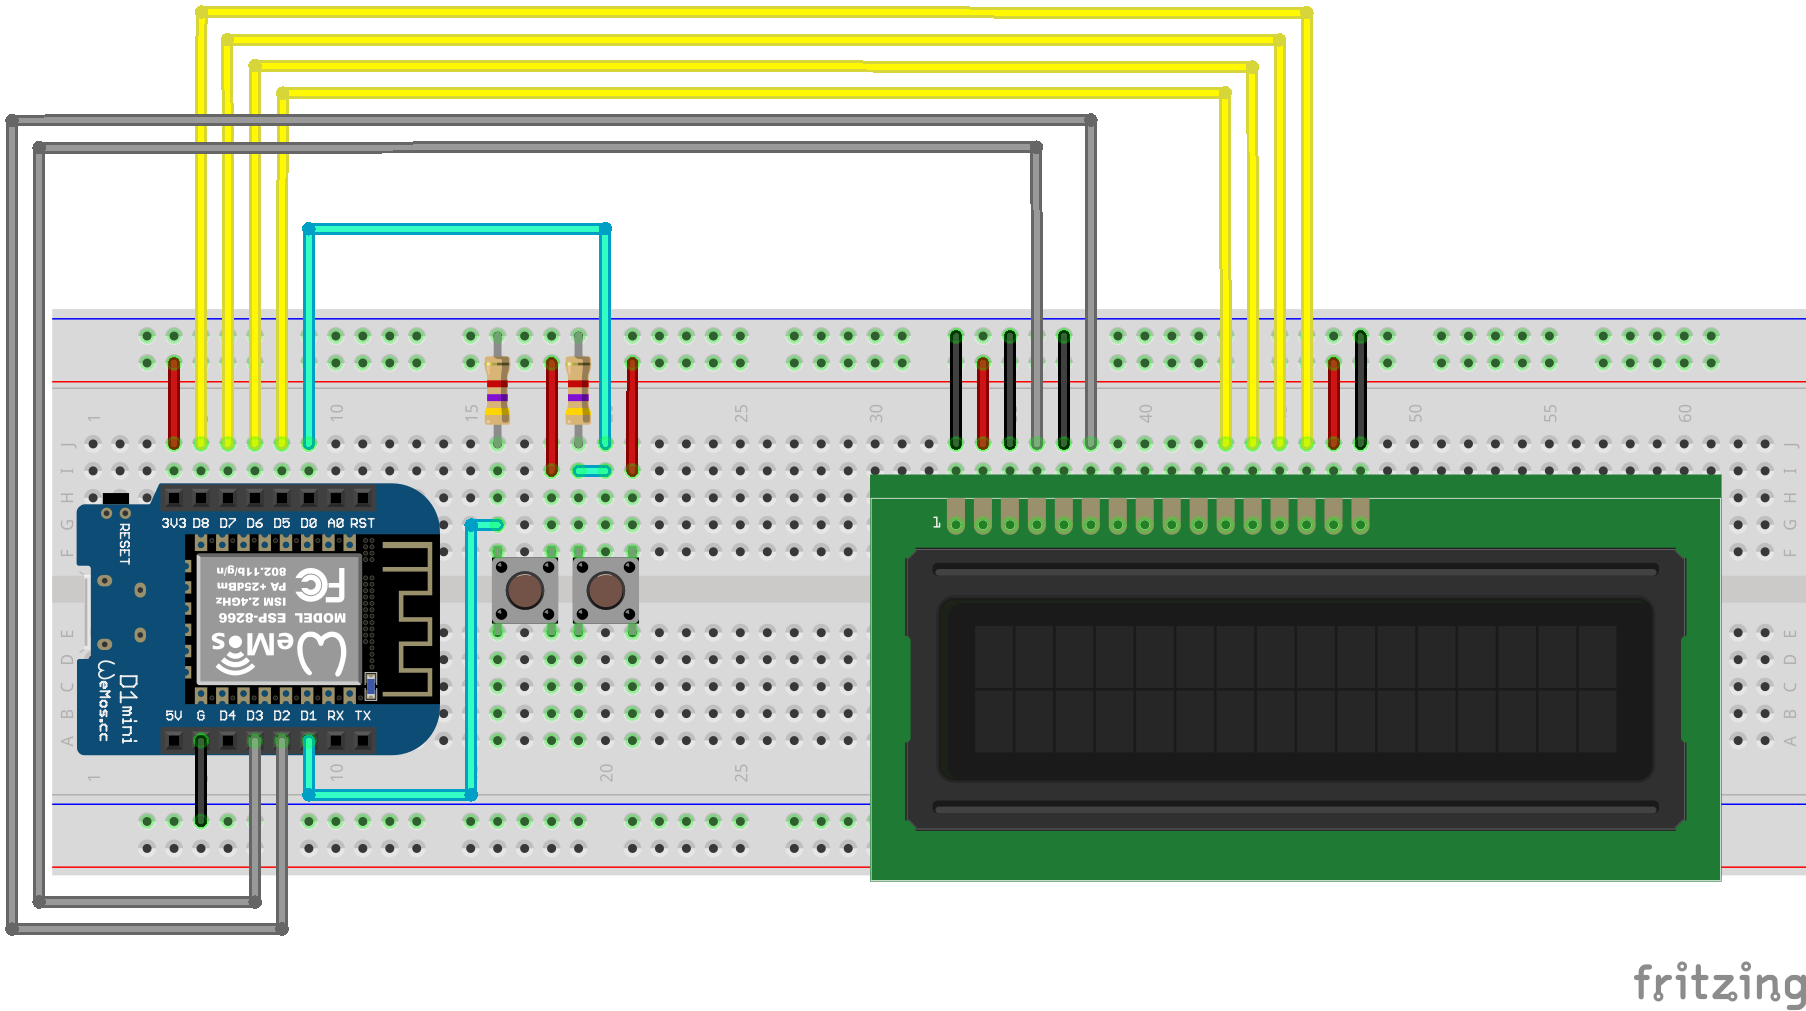 1
10
15
25
30
40
50
55
60
J
J
I
I
H
H
G
G
F
F
3V3 D8 D7 D6 D5 D0 A0 RST
RESET
1
802.11b/g/n
PA +25dBm
ISM 2.4GHz
MODEL ESP-8266
FC
WeMos
D1mini
WeMos.cc
E
E
D
D
C
C
B
B
A
A
5V G D4 D3 D2 D1 RX TX
1
10
20
25
fritzing